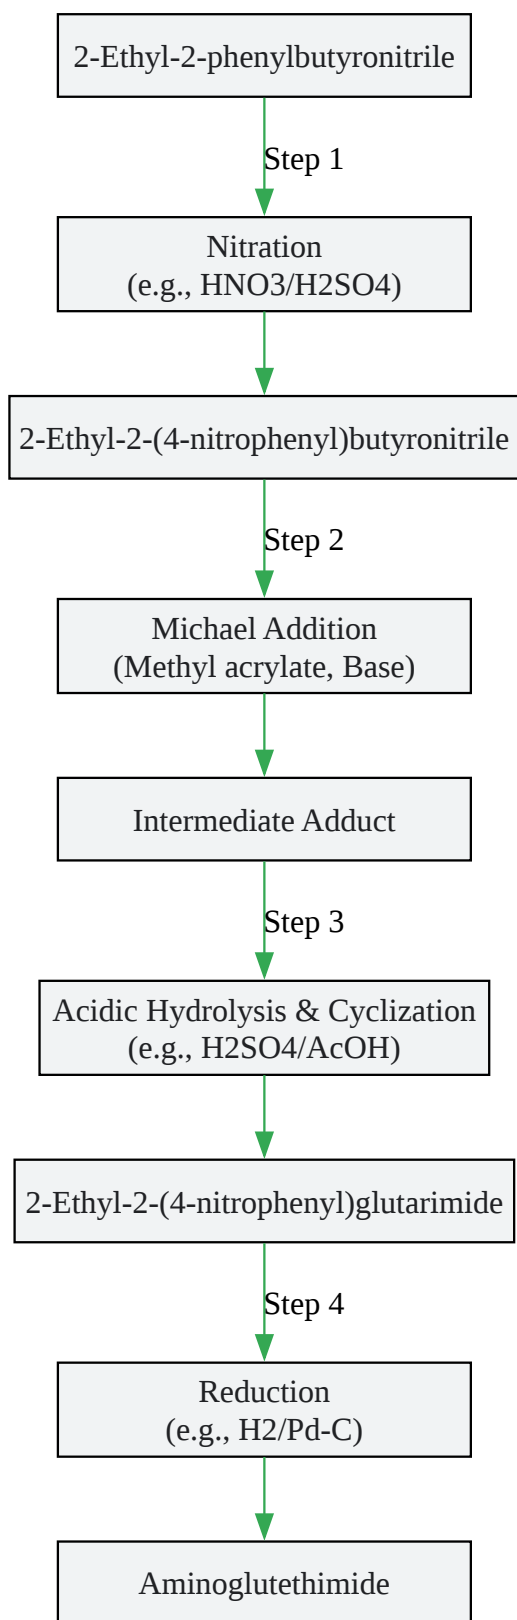 2-Ethyl-2-phenylbutyronitrile
Step 1
Nitration
(e.g., HNO3/H2SO4)
2-Ethyl-2-(4-nitrophenyl)butyronitrile
Step 2
Michael Addition
(Methyl acrylate, Base)
Intermediate Adduct
Step 3
Acidic Hydrolysis & Cyclization
(e.g., H2SO4/AcOH)
2-Ethyl-2-(4-nitrophenyl)glutarimide
Step 4
Reduction
(e.g., H2/Pd-C)
Aminoglutethimide